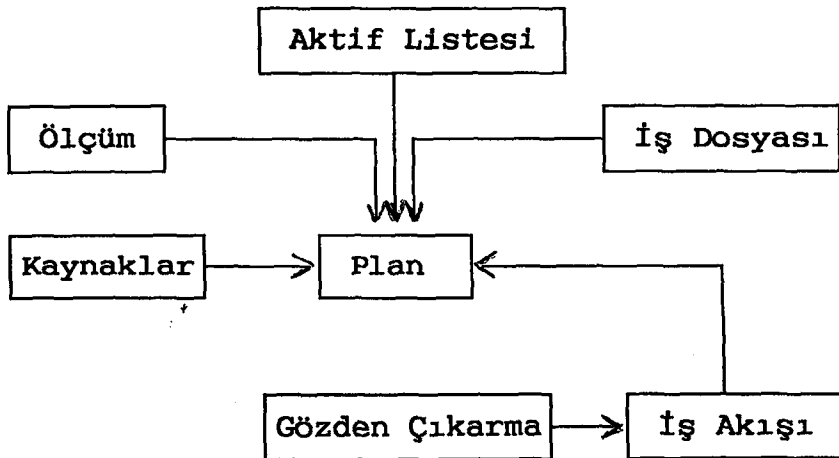 Aktif Listesi
Ölçüm
İş Dosyası
Kaynaklar
Plan
Gözden Çıkarma
İş Akışı